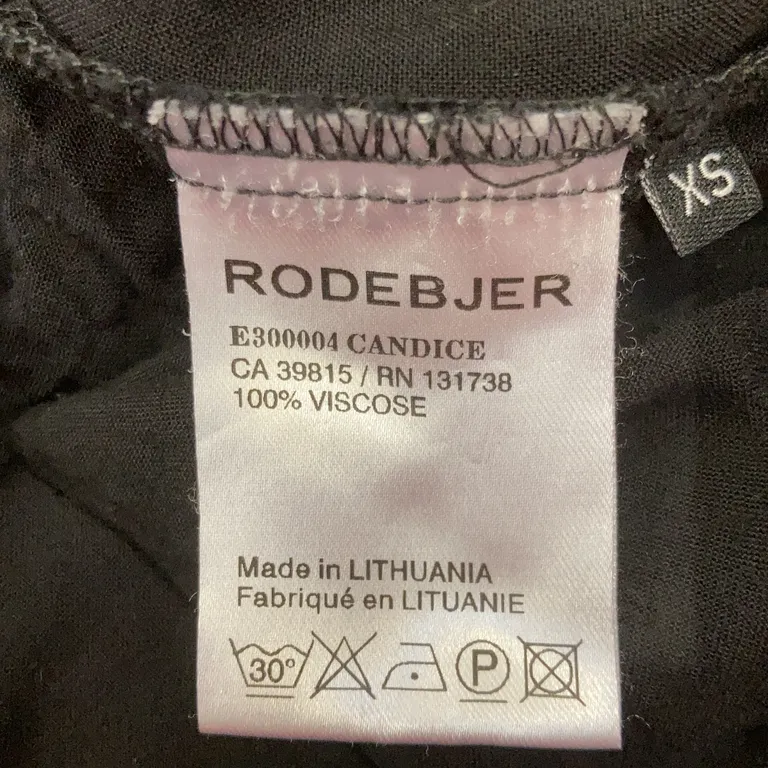 XS
RODEBJER
E300004 CANDICE
CA 39815 / RN 131738
100% VISCOSE
Made in LITHUANIA
Fabriqué en LITUANIE
30° P